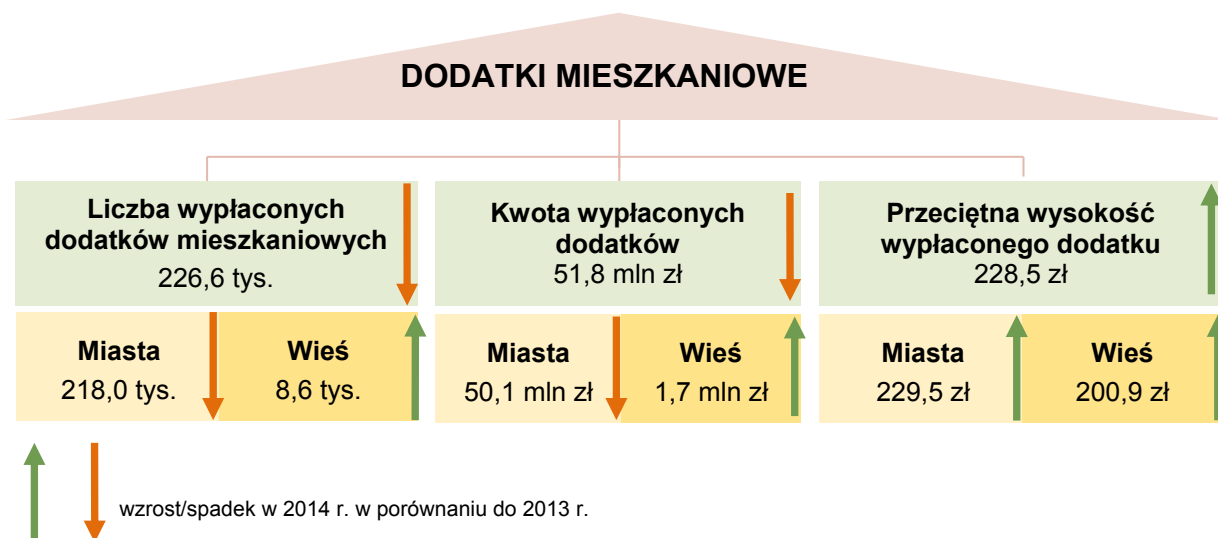 DODATKI MIESZKANIOWE
Liczba wypłaconych
dodatków mieszkaniowych
226,6 tys.
Kwota wypłaconych
dodatków
51,8 mln zł
Przeciętna wysokość
wypłaconego dodatku
228,5 zł
Miasta
218,0 tys.
Wieś
8,6 tys.
Miasta
50,1 mln zł
Wieś
1,7 mln zł
Miasta
229,5 zł
Wieś
200,9 zł
wzrost/spadek w 2014 r. w porównaniu do 2013 r.